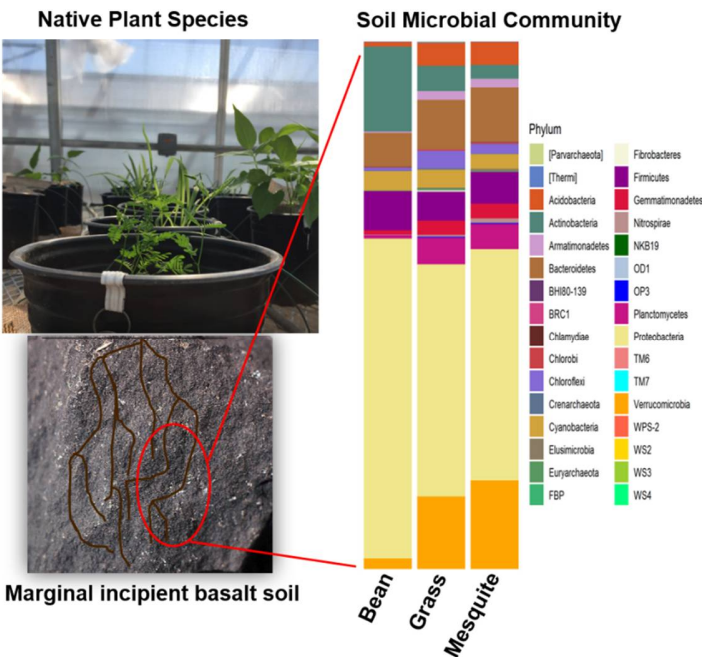 Native Plant Species
Soil Microbial Community
Phylum
[Parvarchaeota]
[Thermi]
Acidobacteria
Actinobacteria
Armatimonadetes
Bacteroidetes
BHI80-139
BRC1
Chlamydiae
Chlorobi
Chloroflexi
Crenarchaeota
Cyanobacteria
Elusimicrobia
Euryarchaeota
FBP
Fibrobacteres
Firmicutes
Gemmatimonadetes
Nitrospirae
NKB19
OD1
OP3
Planctomycetes
Proteobacteria
TM6
TM7
Verrucomicrobia
WPS-2
WS2
WS3
WS4
Bean
Grass
Mesquite
Marginal incipient basalt soil